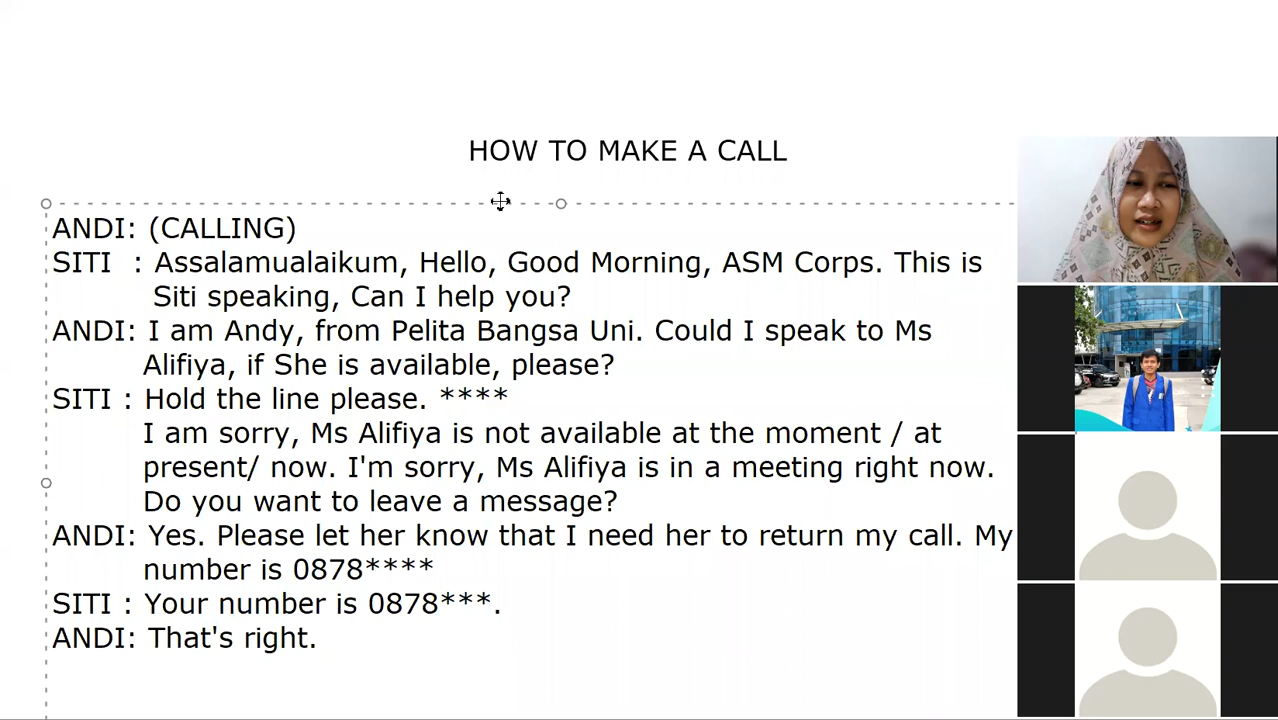 HOW TO MAKE A CALL
ANDI: (CALLING)
SITI : Assalamualaikum, Hello, Good Morning, ASM Corps. This is
Siti speaking, Can I help you?
ANDI: I am Andy, from Pelita Bangsa Uni. Could I speak to Ms
Alifiya, if She is available, please?
SITI : Hold the line please. ****
I am sorry, Ms Alifiya is not available at the moment / at
present/ now. I'm sorry, Ms Alifiya is in a meeting right now.
Do you want to leave a message?
ANDI: Yes. Please let her know that I need her to return my call. My
number is 0878****
SITI : Your number is 0878***.
ANDI: That's right.